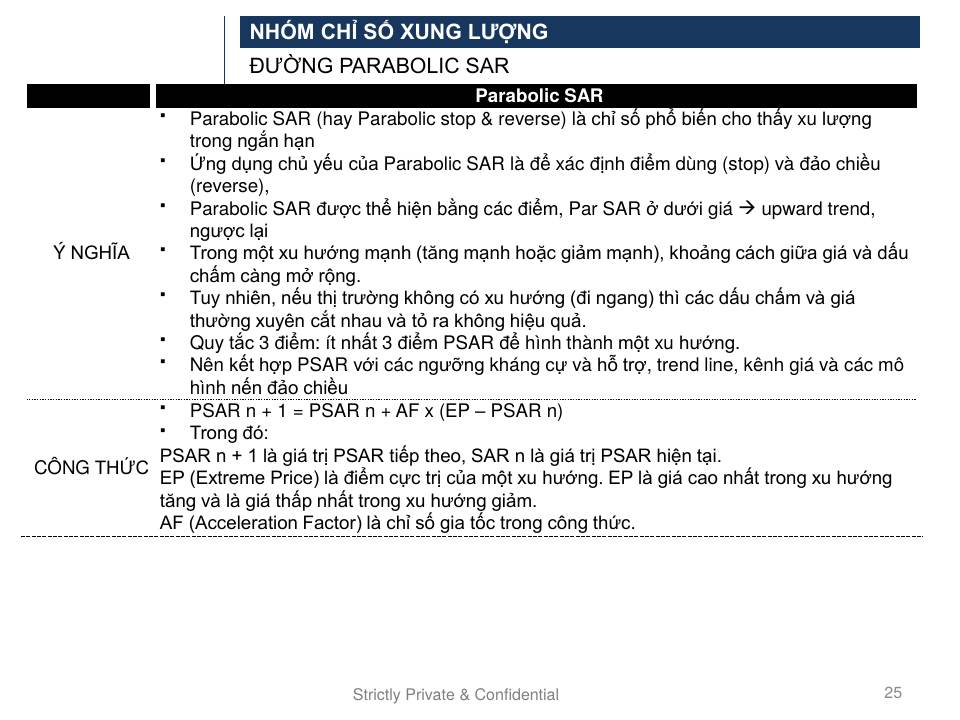 NHÓM CHỈ SỐ XUNG LƯỢNG
ĐƯỜNG PARABOLIC SAR
Parabolic SAR
Ý NGHĨA
▪ Parabolic SAR (hay Parabolic stop & reverse) là chỉ số phổ biến cho thấy xu lượng
trong ngắn hạn
▪ Ứng dụng chủ yếu của Parabolic SAR là để xác định điểm dùng (stop) và đảo chiều
(reverse),
▪ Parabolic SAR được thể hiện bằng các điểm, Par SAR ở dưới giá → upward trend,
ngược lại
▪ Trong một xu hướng mạnh (tăng mạnh hoặc giảm mạnh), khoảng cách giữa giá và dấu
chấm càng mở rộng.
▪ Tuy nhiên, nếu thị trường không có xu hướng (đi ngang) thì các dấu chấm và giá
thường xuyên cắt nhau và tỏ ra không hiệu quả.
▪ Quy tắc 3 điểm: ít nhất 3 điểm PSAR để hình thành một xu hướng.
▪ Nên kết hợp PSAR với các ngưỡng kháng cự và hỗ trợ, trend line, kênh giá và các mô
hình nến đảo chiều
CÔNG THỨC
▪ PSAR n + 1 = PSAR n + AF x (EP – PSAR n)
▪ Trong đó:
PSAR n + 1 là giá trị PSAR tiếp theo, SAR n là giá trị PSAR hiện tại.
EP (Extreme Price) là điểm cực trị của một xu hướng. EP là giá cao nhất trong xu hướng
tăng và là giá thấp nhất trong xu hướng giảm.
AF (Acceleration Factor) là chỉ số gia tốc trong công thức.
Strictly Private & Confidential
25